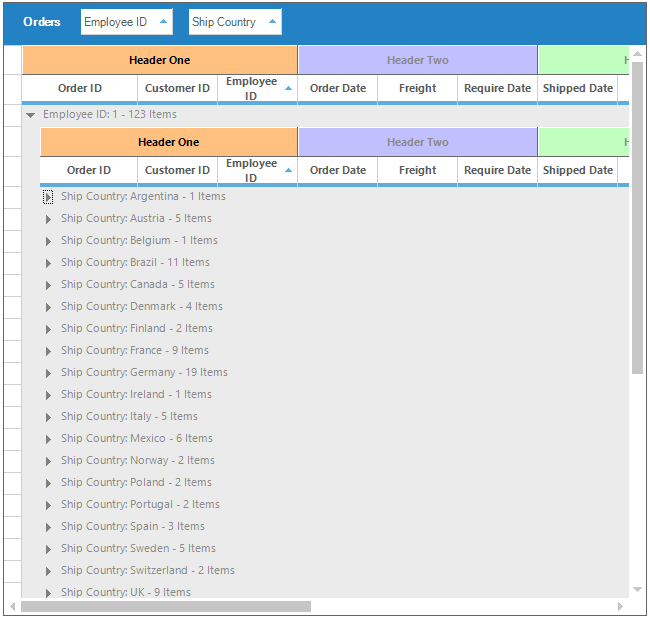 Orders Employee ID Ship Country
Header One Header Two H
Order ID Customer ID Employee ID Order Date Freight Require Date Shipped Date
Employee ID: 1 - 123 Items
Header One Header Two H
Order ID Customer ID Employee ID Order Date Freight Require Date Shipped Date
Ship Country: Argentina - 1 Items
Ship Country: Austria - 5 Items
Ship Country: Belgium - 1 Items
Ship Country: Brazil - 11 Items
Ship Country: Canada - 5 Items
Ship Country: Denmark - 4 Items
Ship Country: Finland - 2 Items
Ship Country: France - 9 Items
Ship Country: Germany - 19 Items
Ship Country: Ireland - 1 Items
Ship Country: Italy - 5 Items
Ship Country: Mexico - 6 Items
Ship Country: Norway - 2 Items
Ship Country: Poland - 2 Items
Ship Country: Portugal - 2 Items
Ship Country: Spain - 3 Items
Ship Country: Sweden - 5 Items
Ship Country: Switzerland - 2 Items
Ship Country: UK - 9 Items